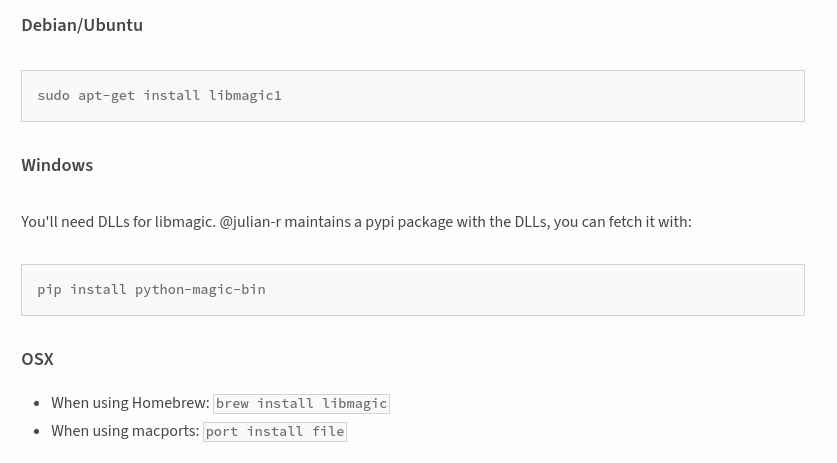 Debian/Ubuntu
sudo apt-get install libmagic1
Windows
You'll need DLLs for libmagic. @julian-r maintains a pypi package with the DLLs, you can fetch it with:
pip install python-magic-bin
OSX
• When using Homebrew: brew install libmagic
• When using macports: port install file